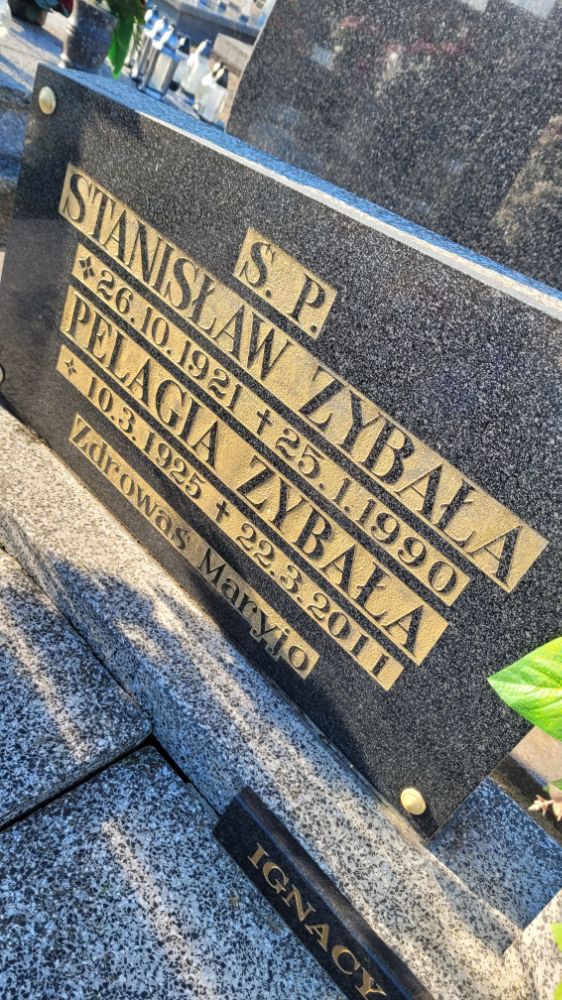 Ś. P.
STANISŁAW ZYBAŁA
26.10.1921 ✝ 25.1.1990
PELAGIA ZYBAŁA
10.3.1925 ✝ 22.3.2011
Zdrowaś Maryjo
IGNACY